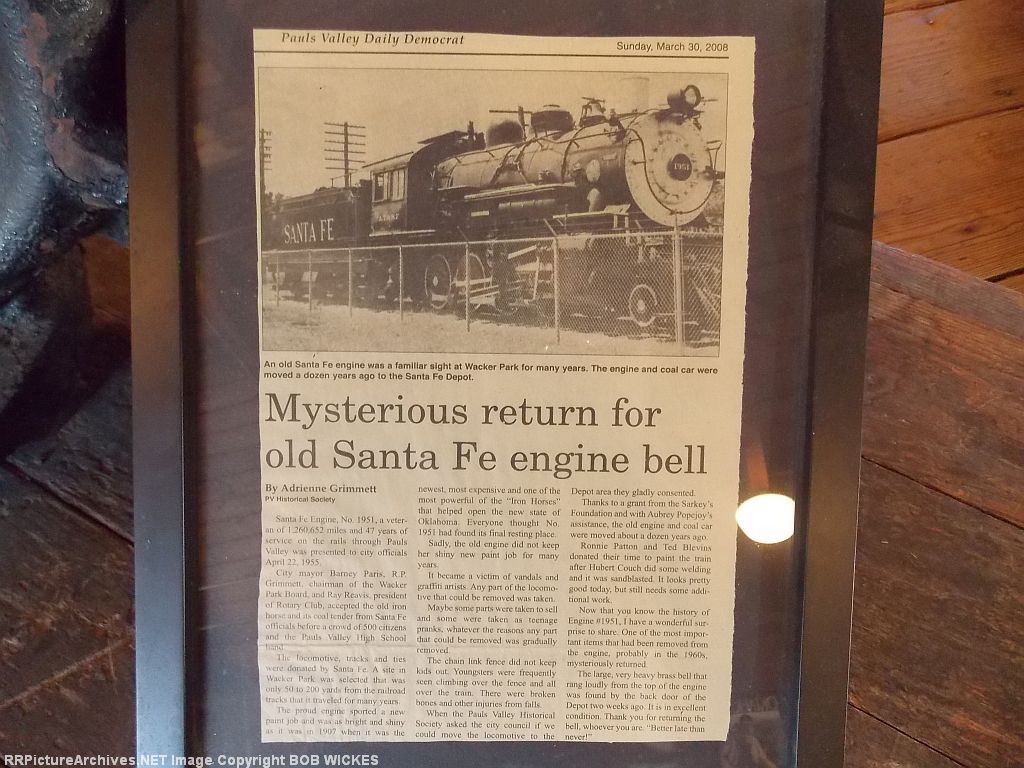 Pauls Valley Daily Democrat
Sunday, March 30, 2008
1951
SANTA FE
An old Santa Fe engine was a familiar sight at Wacker Park for many years. The engine and coal car were
moved a dozen years ago to the Santa Fe Depot.
Mysterious return for
old Santa Fe engine bell
By Adrienne Grimmett
PV Historical Society
Santa Fe Engine, No. 1951, a veter-
an of 1,260,652 miles and 47 years of
service on the rails through Pauls
Valley was presented to city officials
April 22, 1955.
City mayor Barney Paris, R.P.
Grimmett, chairman of the Wacker
Park Board, and Ray Reavis, president
of Rotary Club, accepted the old iron
horse and its coal tender from Santa Fe
officials before a crowd of 500 citizens
and the Pauls Valley High School
band.
The locomotive, tracks and ties
were donated by Santa Fe. A site in
Wacker Park was selected that was
only 50 to 200 yards from the railroad
tracks that it traveled for many years.
The proud engine sported a new
paint job and was as bright and shiny
as it was in 1907 when it was the
newest, most expensive and one of the
most powerful of the "Iron Horses"
that helped open the new state of
Oklahoma. Everyone thought No.
1951 had found its final resting place.
Sadly, the old engine did not keep
her shiny new paint job for many
years.
It became a victim of vandals and
graffiti artists. Any part of the locomo-
tive that could be removed was taken.
Maybe some parts were taken to sell
and some were taken as teenage
pranks, whatever the reasons any part
that could be removed was gradually
removed.
The chain link fence did not keep
kids out. Youngsters were frequently
seen climbing over the fence and all
over the train. There were broken
bones and other injuries from falls.
When the Pauls Valley Historical
Society asked the city council if we
could move the locomotive to the
Depot area they gladly consented.
Thanks to a grant from the Sarkey's
Foundation and with Aubrey Popejoy's
assistance, the old engine and coal car
were moved about a dozen years ago.
Ronnie Patton and Ted Blevins
donated their time to paint the train
after Hubert Couch did some welding
and it was sandblasted. It looks pretty
good today, but still needs some addi-
tional work.
Now that you know the history of
Engine #1951, I have a wonderful sur-
prise to share. One of the most impor-
tant items that had been removed from
the engine, probably in the 1960s,
mysteriously returned.
The large, very heavy brass bell that
rang loudly from the top of the engine
was found by the back door of the
Depot two weeks ago. It is in excellent
condition. Thank you for returning the
bell, whoever you are. "Better late than
never!"
RRPictureArchives.NET Image Copyright BOB WICKES